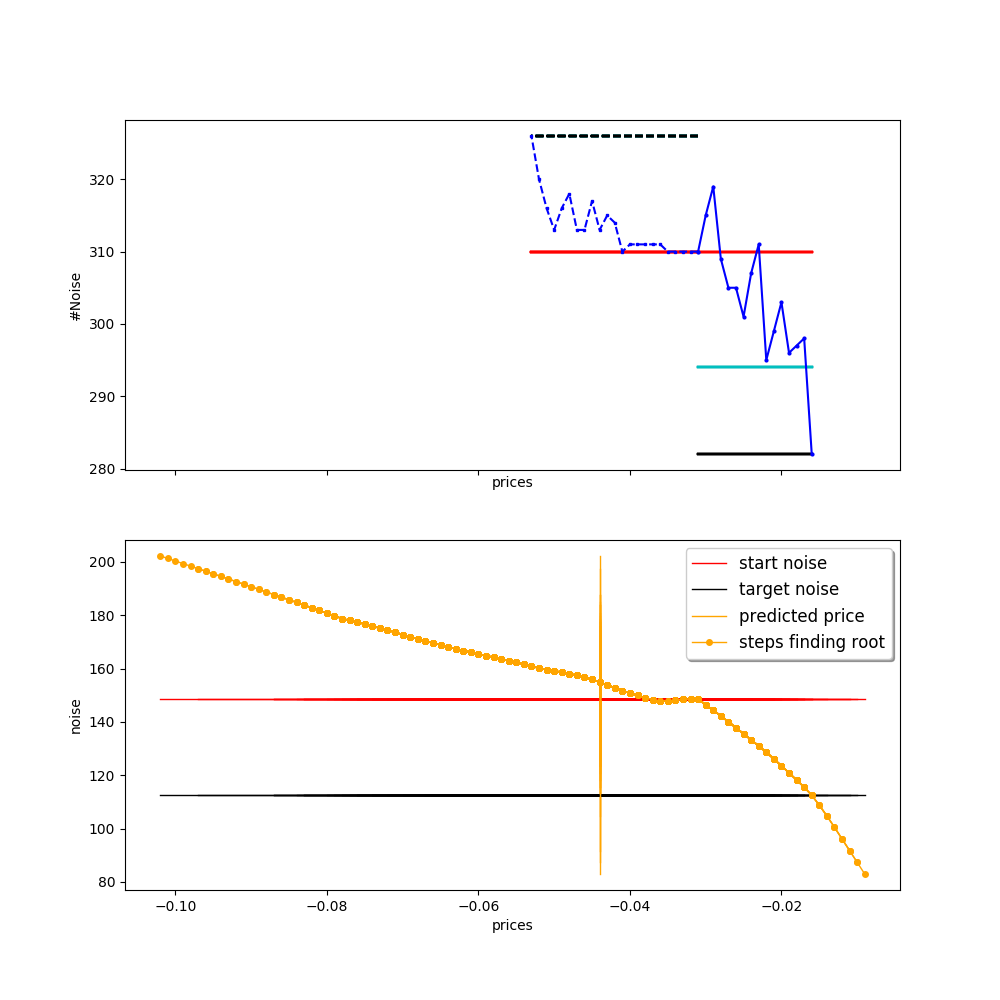 320
310
300
290
280
#Noise
prices
200
180
160
140
120
100
80
noise
start noise
target noise
predicted price
steps finding root
−0.10 −0.08 −0.06 −0.04 −0.02
prices